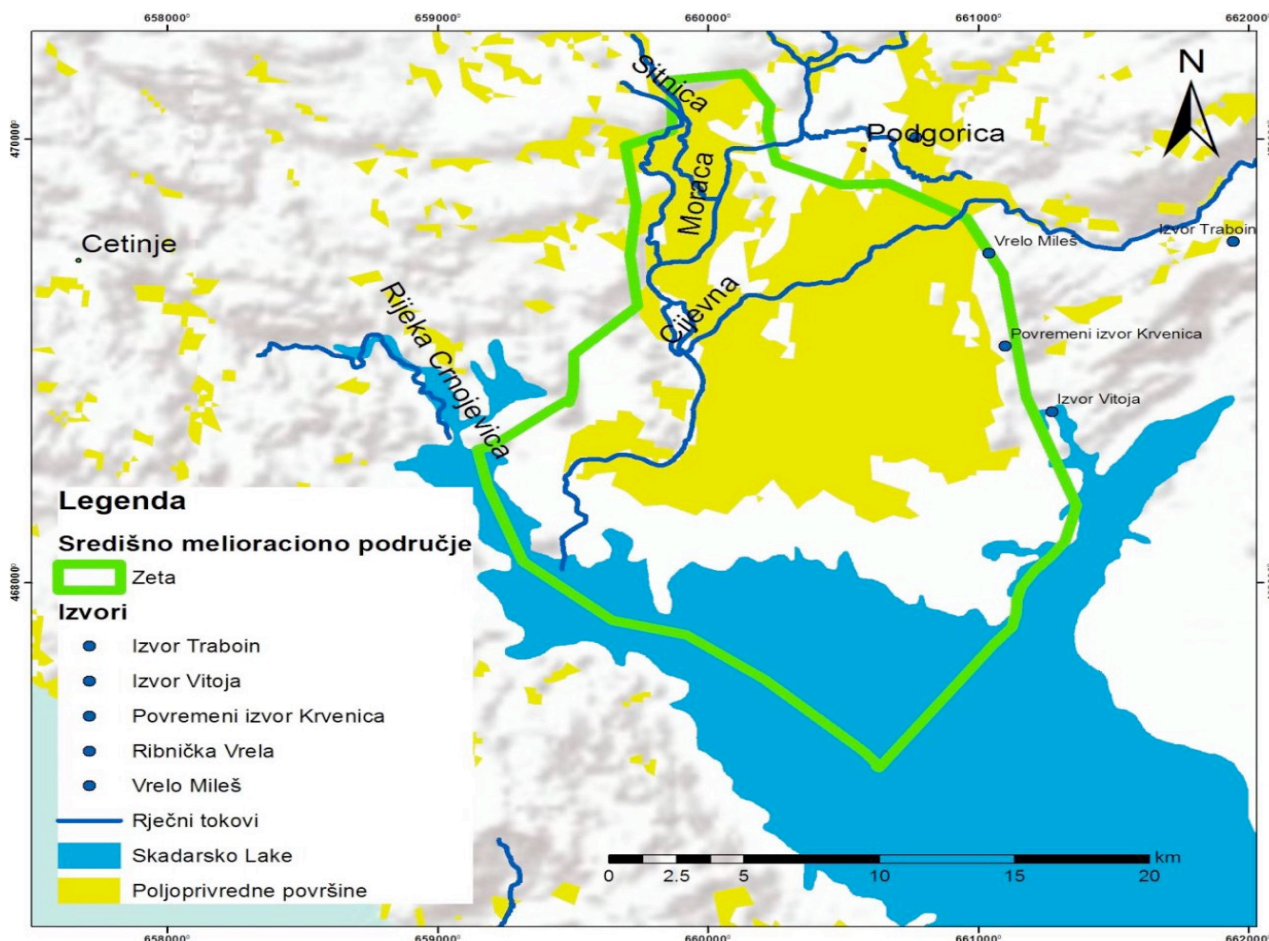 658000°
659000°
660000°
661000°
662000°
470000°
468000°
N
Sitnica
Podgorica
Moraca
Cetinje
Izvor Traboin
Vrelo Mileš
Rijeka Crnojevica
Cijevna
Povremeni izvor Krvenica
Izvor Vitoja
Legenda
Središno melioraciono područje
Zeta
Izvori
Izvor Traboin
Izvor Vitoja
Povremeni izvor Krvenica
Ribnička Vrela
Vrelo Mileš
Rječni tokovi
Skadarsko Lake
Poljoprivredne površine
km
0 2.5 5 10 15 20
658000°
659000°
660000°
661000°
662000°